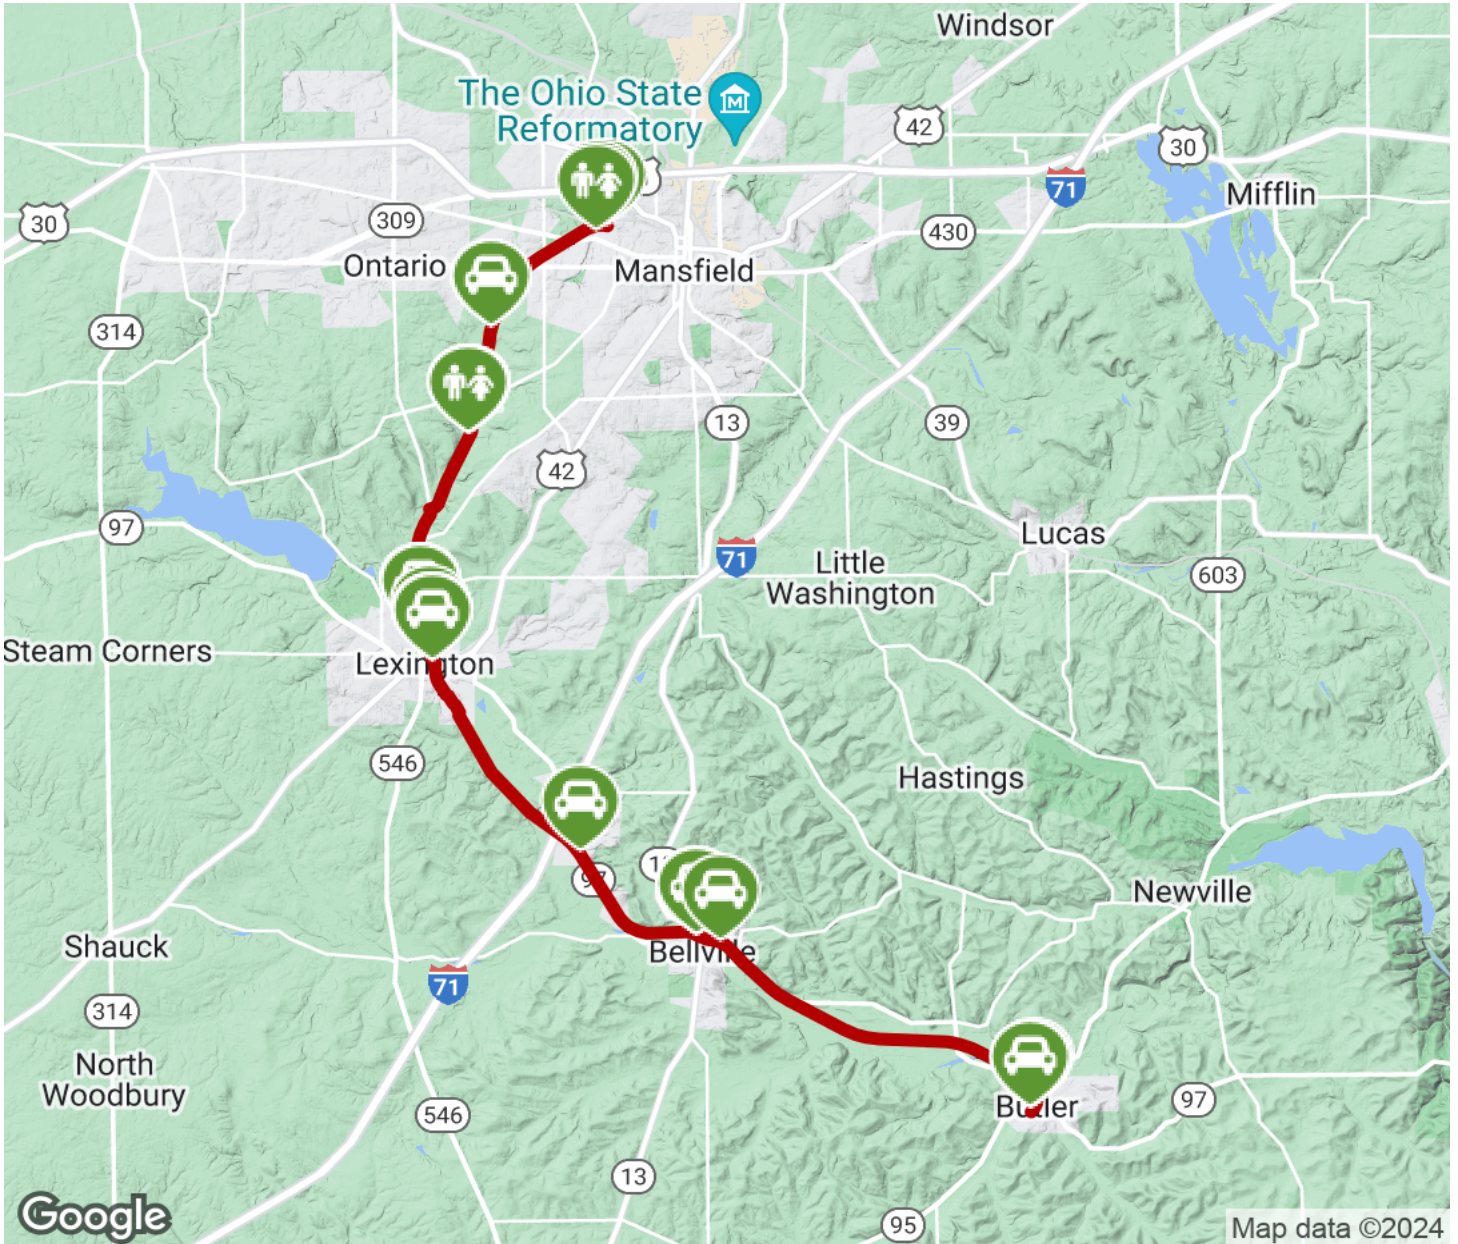 Windsor
The Ohio State
Reformatory
42
30
71
Mifflin
30
309
430
Ontario
Mansfield
314
13
39
42
97
Lucas
71
Little
Washington
603
Steam Corners
Lexington
546
Hastings
97
Newville
Shauck
Bellville
71
314
North
Woodbury
97
Butler
546
13
95
Google
Map data ©2024